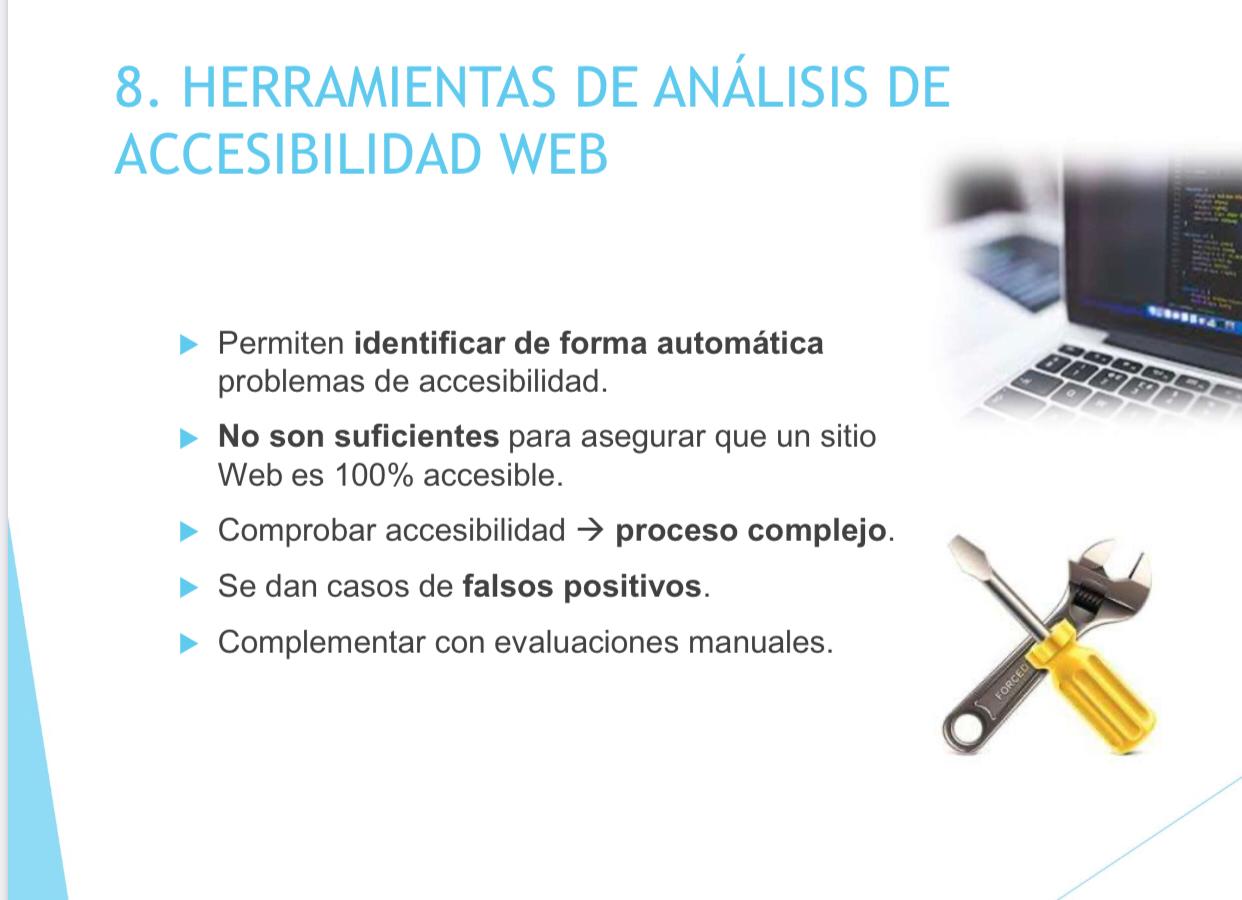 8. HERRAMIENTAS DE ANÁLISIS DE
ACCESIBILIDAD WEB
Permiten identificar de forma automática
problemas de accesibilidad.
No son suficientes para asegurar que un sitio
Web es 100% accesible.
Comprobar accesibilidad → proceso complejo.
Se dan casos de falsos positivos.
Complementar con evaluaciones manuales.
FORGED